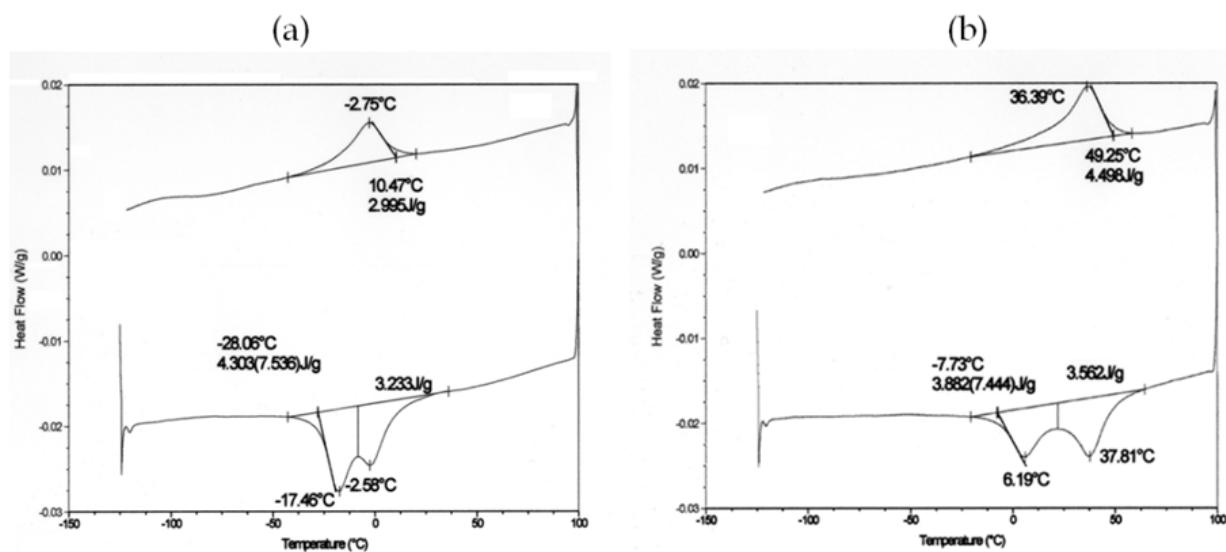 (a)
(b)
0.02
0.01
0.00
-0.01
-0.02
-0.03
Heat Flow (W/g)
-2.75°C
10.47°C
2.995J/g
-28.06°C
4.303(7.536)J/g
3.233J/g
-17.46°C
-2.58°C
-150
-100
-50
0
50
100
Temperature (°C)
0.02
0.01
0.00
-0.01
-0.02
-0.03
Heat Flow (W/g)
36.39°C
49.25°C
4.498J/g
-7.73°C
3.882(7.444)J/g
3.562J/g
6.19°C
37.81°C
-150
-100
-50
0
50
100
Temperature (°C)